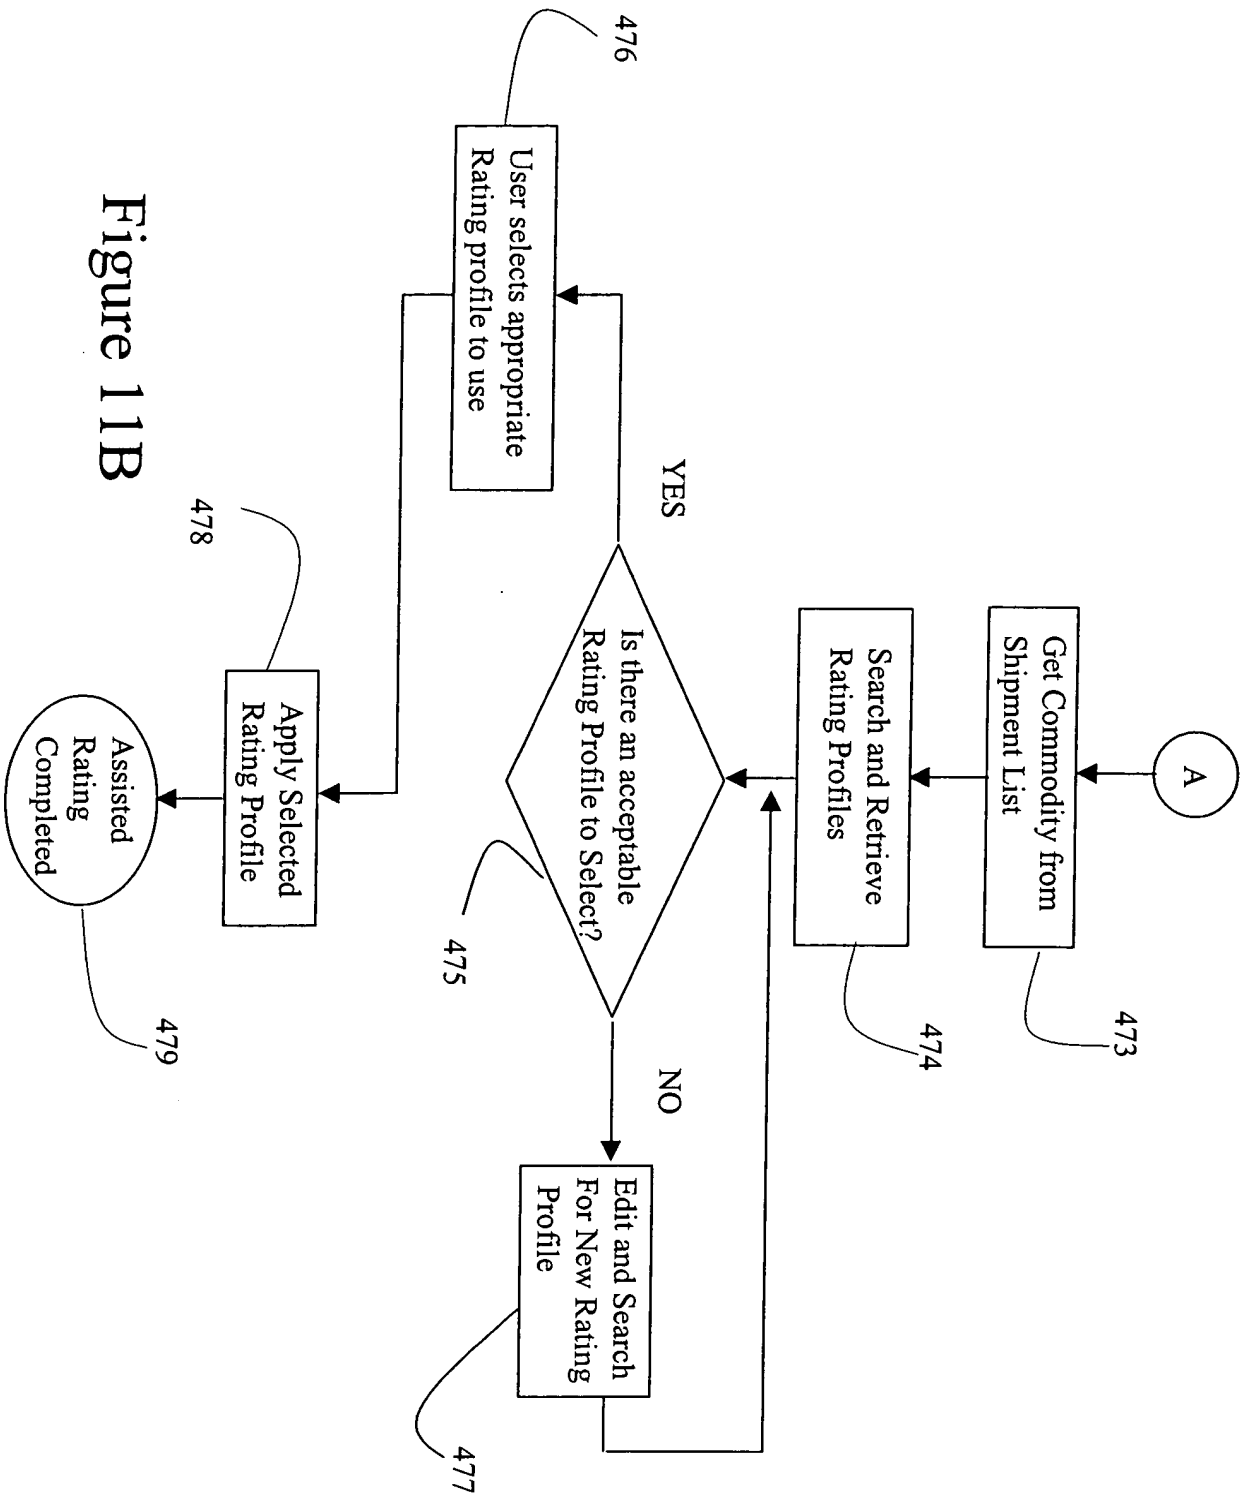 A
Get Commodity from
Shipment List
473
Search and Retrieve
Rating Profiles
474
Is there an acceptable
Rating Profile to Select?
475
YES
NO
User selects appropriate
Rating profile to use
476
Edit and Search
For New Rating
Profile
477
Apply Selected
Rating Profile
478
Assisted
Rating
Completed
479
Figure 11B